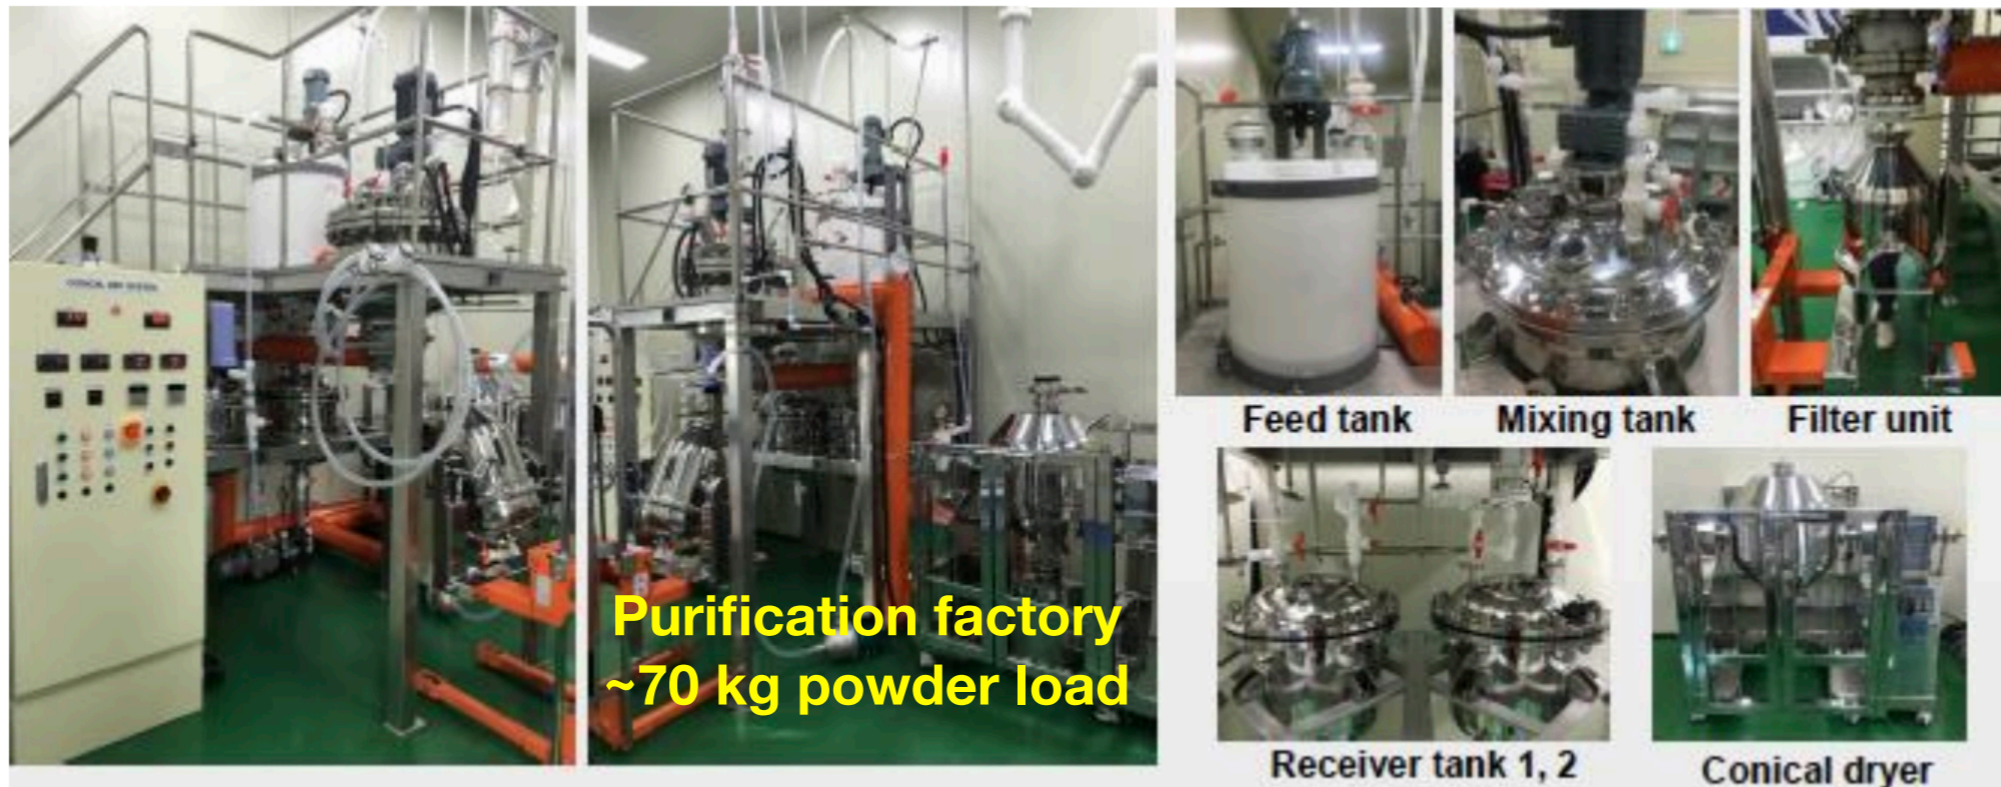 Purification factory
~70 kg powder load
Feed tank
Mixing tank
Filter unit
Receiver tank 1, 2
Conical dryer